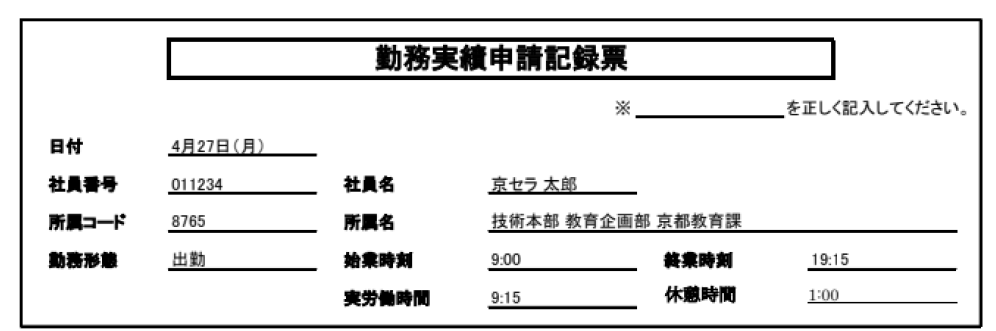 勤務実績申請記録票
※ を正しく記入してください。
日付 4月27日(月)
社員番号 011234 社員名 京セラ 太郎
所属コード 8765 所属名 技術本部 教育企画部 京都教育課
勤務形態 出勤 始業時刻 9:00 終業時刻 19:15
実労働時間 9:15 休憩時間 1:00